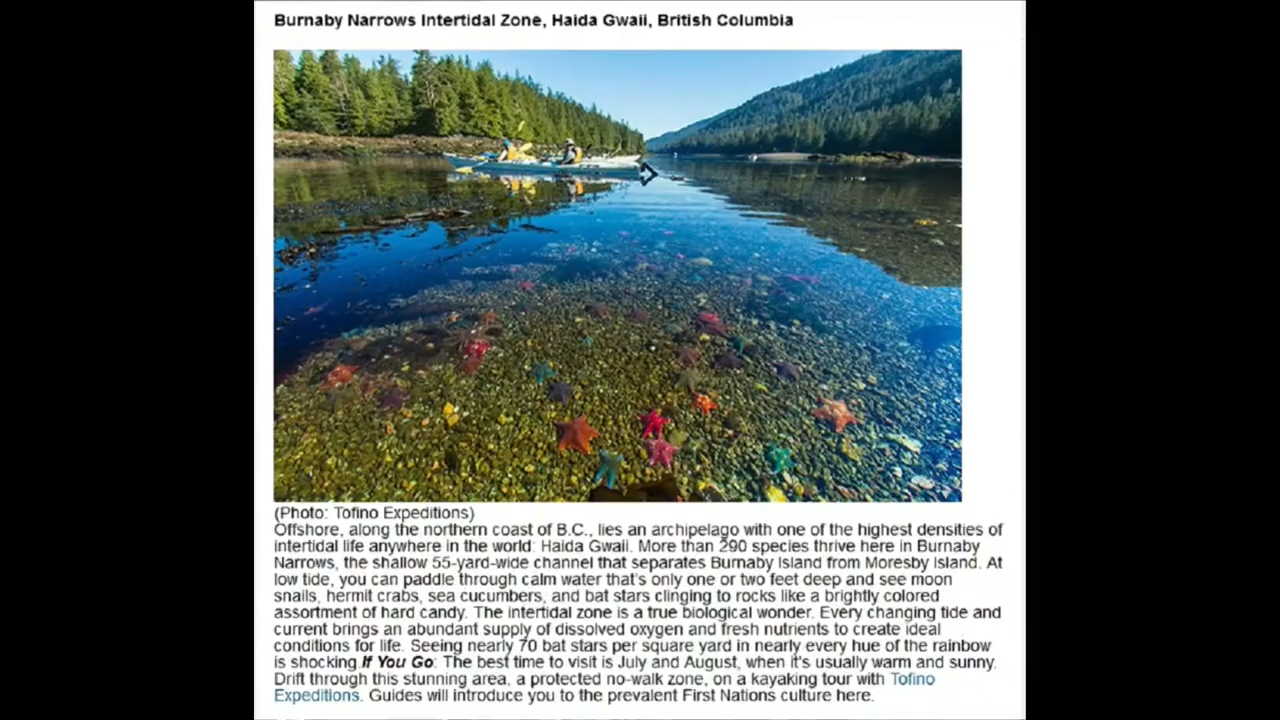 Burnaby Narrows Intertidal Zone, Haida Gwaii, British Columbia
(Photo: Tofino Expeditions)
Offshore, along the northern coast of B.C., lies an archipelago with one of the highest densities of
intertidal life anywhere in the world: Haida Gwaii. More than 290 species thrive here in Burnaby
Narrows, the shallow 55-yard-wide channel that separates Burnaby Island from Moresby Island. At
low tide, you can paddle through calm water that's only one or two feet deep and see moon
snails, hermit crabs, sea cucumbers, and bat stars clinging to rocks like a brightly colored
assortment of hard candy. The intertidal zone is a true biological wonder. Every changing tide and
current brings an abundant supply of dissolved oxygen and fresh nutrients to create ideal
conditions for life. Seeing nearly 70 bat stars per square yard in nearly every hue of the rainbow
is shocking.If You Go: The best time to visit is July and August, when it's usually warm and sunny.
Drift through this stunning area, a protected no-walk zone, on a kayaking tour with Tofino
Expeditions. Guides will introduce you to the prevalent First Nations culture here.